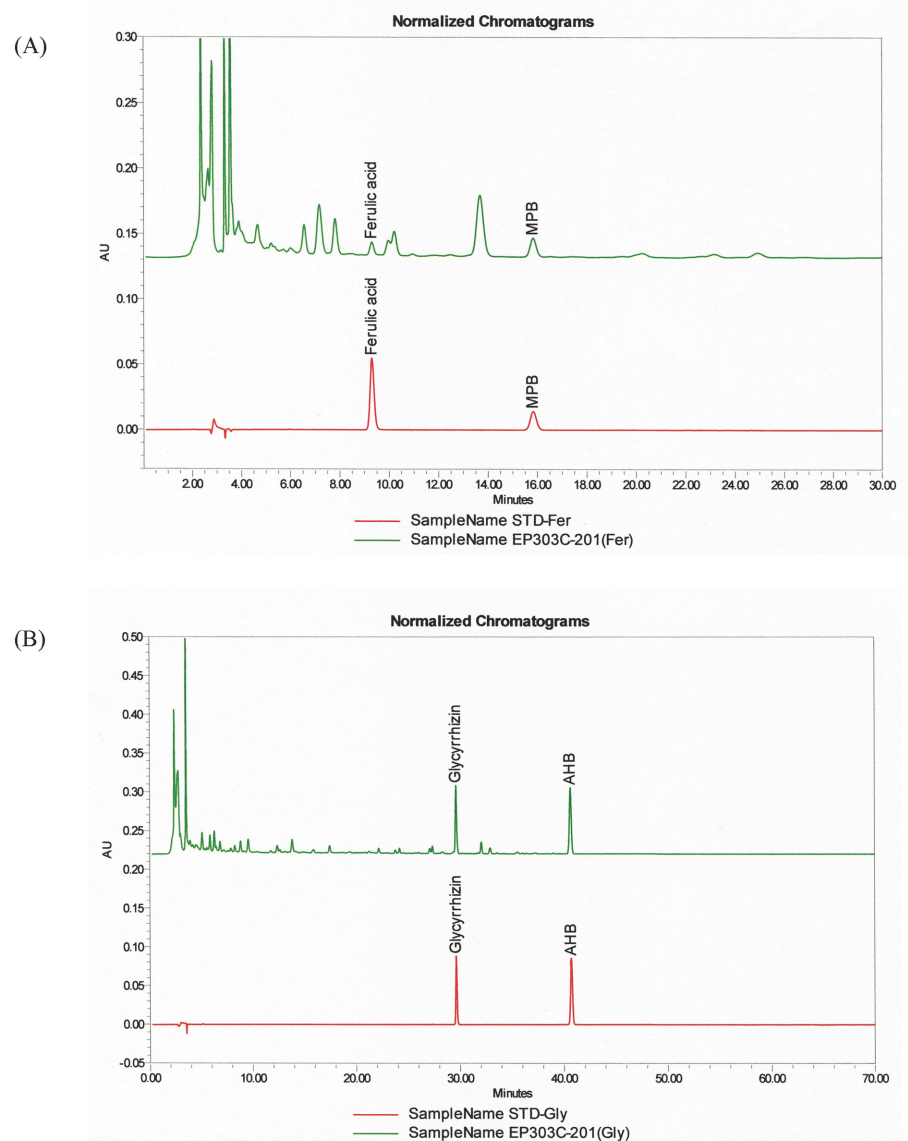 (A)
Normalized Chromatograms
0.30
0.25
0.20
0.15
0.10
0.05
0.00
AU
Ferulic acid
MPB
Ferulic acid
MPB
2.00 4.00 6.00 8.00 10.00 12.00 14.00 16.00 18.00 20.00 22.00 24.00 26.00 28.00 30.00
Minutes
SampleName STD-Fer
SampleName EP303C-201(Fer)
(B)
Normalized Chromatograms
0.50
0.45
0.40
0.35
0.30
0.25
0.20
0.15
0.10
0.05
0.00
-0.05
AU
Glycyrrhizin
AHB
Glycyrrhizin
AHB
0.00 10.00 20.00 30.00 40.00 50.00 60.00 70.00
Minutes
SampleName STD-Gly
SampleName EP303C-201(Gly)